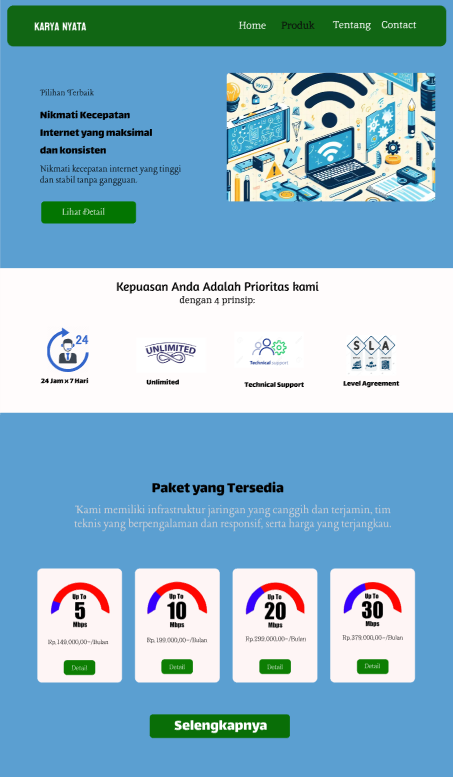 KARYA NYATA
Home Produk Tentang Contact
Pilihan Terbaik
Nikmati Kecepatan
Internet yang maksimal
dan konsisten
Nikmati kecepatan internet yang tinggi
dan stabil tanpa gangguan.
Lihat Detail
Kepuasan Anda Adalah Prioritas kami
dengan 4 prinsip:
24
UNLIMITED
Technical support
S L A
24 Jam x 7 Hari
Unlimited
Technical Support
Level Agreement
Paket yang Tersedia
Kami memiliki infrastruktur jaringan yang canggih dan terjamin, tim
teknis yang berpengalaman dan responsif, serta harga yang terjangkau.
Up To
5
Mbps
Rp.149.000,00-/Bulan
Detail
Up To
10
Mbps
Rp.199.000,00-/Bulan
Detail
Up To
20
Mbps
Rp.299.000,00-/Bulan
Detail
Up To
30
Mbps
Rp.379.000,00-/Bulan
Detail
Selengkapnya